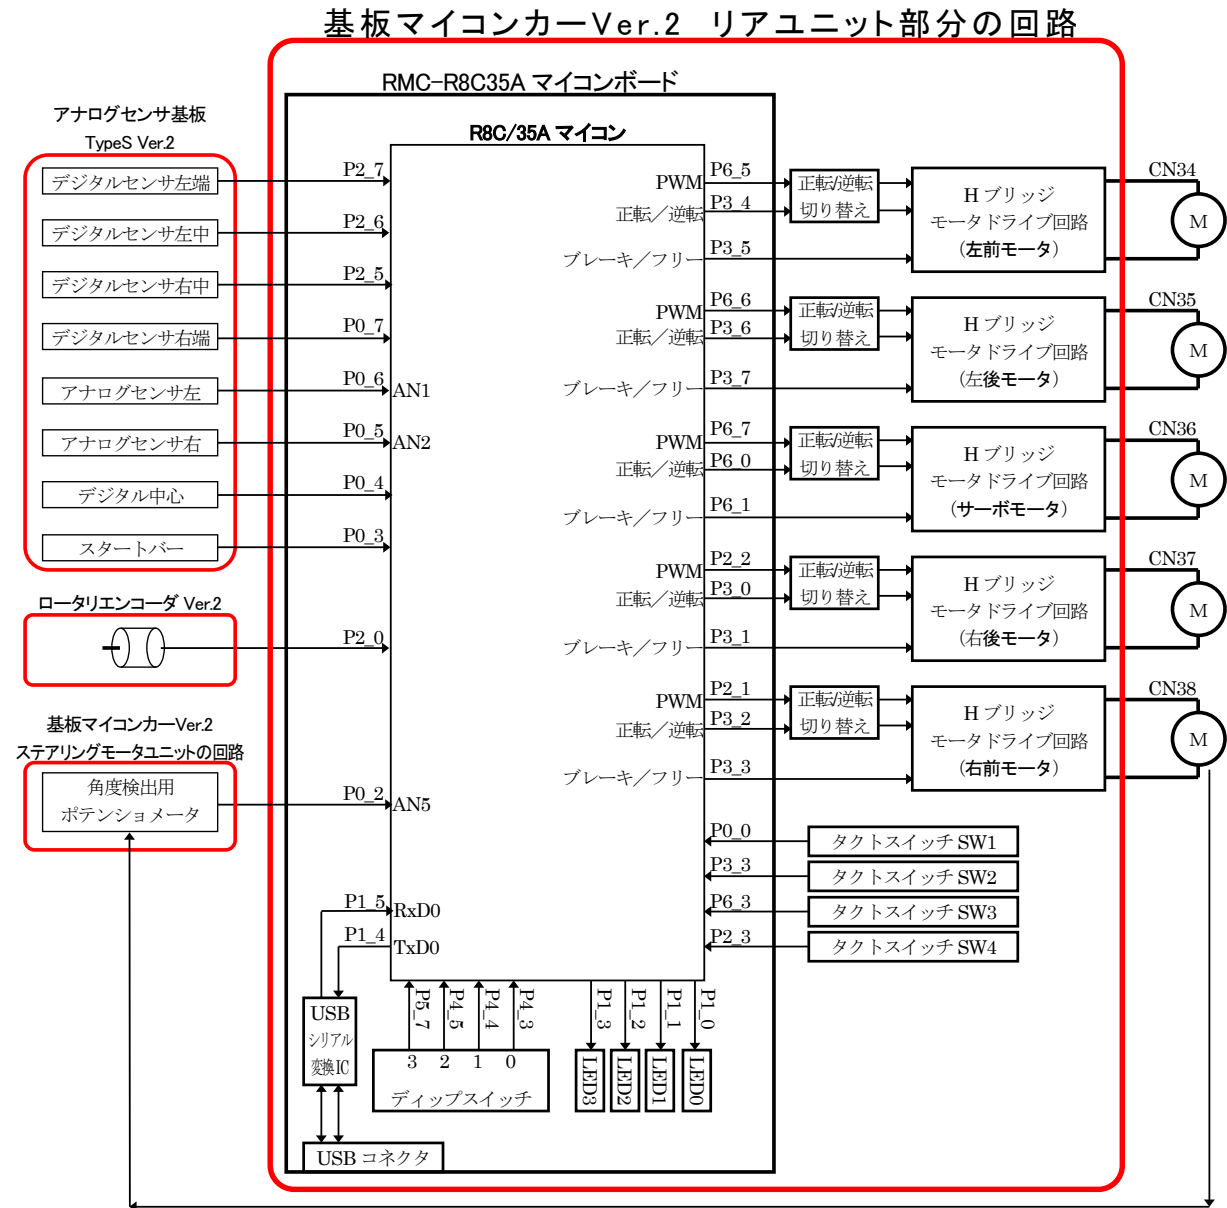 基板マイコンカーVer.2 リアユニット部分の回路
RMC-R8C35A マイコンボード
R8C/35A マイコン
アナログセンサ基板
TypeS Ver.2
デジタルセンサ左端
P2_7
デジタルセンサ左中
P2_6
デジタルセンサ右中
P2_5
デジタルセンサ右端
P0_7
アナログセンサ左
P0_6
AN1
アナログセンサ右
P0_5
AN2
デジタル中心
P0_4
スタートバー
P0_3
ロータリエンコーダ Ver.2
P2_0
基板マイコンカーVer.2
ステアリングモータユニットの回路
角度検出用
ポテンショメータ
P0_2
AN5
P1_5
RxD0
P1_4
TxD0
USB
シリアル
変換IC
USB コネクタ
P5_7
P4_5
P4_4
P4_3
3 2 1 0
ディップスイッチ
P1_3
P1_2
P1_1
P1_0
LED3
LED2
LED1
LED0
PWM
P6_5
正転／逆転
P3_4
ブレーキ／フリー
P3_5
正転/逆転
切り替え
H ブリッジ
モータドライブ回路
(左前モータ)
CN34
M
PWM
P6_6
正転／逆転
P3_6
ブレーキ／フリー
P3_7
正転/逆転
切り替え
H ブリッジ
モータドライブ回路
(左後モータ)
CN35
M
PWM
P6_7
正転／逆転
P6_0
ブレーキ／フリー
P6_1
正転/逆転
切り替え
H ブリッジ
モータドライブ回路
(サーボモータ)
CN36
M
PWM
P2_2
正転／逆転
P3_0
ブレーキ／フリー
P3_1
正転/逆転
切り替え
H ブリッジ
モータドライブ回路
(右後モータ)
CN37
M
PWM
P2_1
正転／逆転
P3_2
ブレーキ／フリー
P3_3
正転/逆転
切り替え
H ブリッジ
モータドライブ回路
(右前モータ)
CN38
M
P0_0
タクトスイッチ SW1
P3_3
タクトスイッチ SW2
P6_3
タクトスイッチ SW3
P2_3
タクトスイッチ SW4